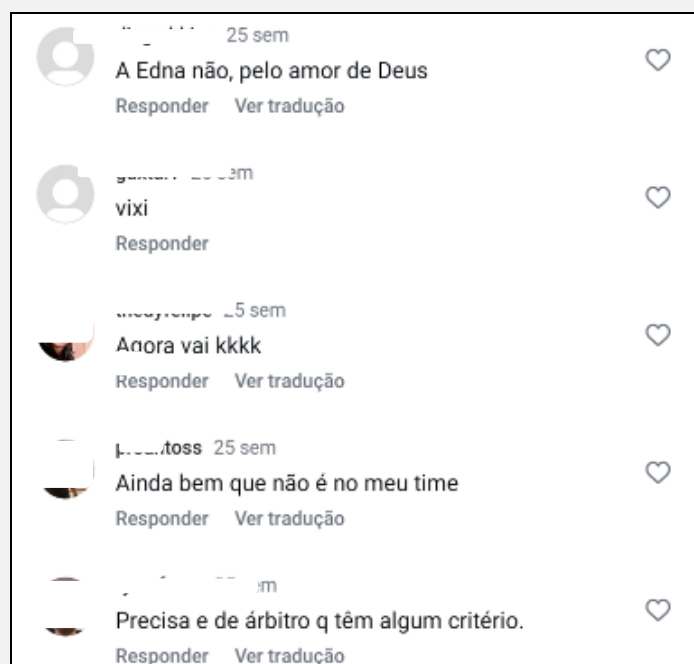 25 sem
A Edna não, pelo amor de Deus
Responder Ver tradução
vixi
Responder
sem
Agora vai kkkk
Responder Ver tradução
25 sem
Ainda bem que não é no meu time
Responder Ver tradução
Precisa e de árbitro q têm algum critério.
Responder Ver tradução